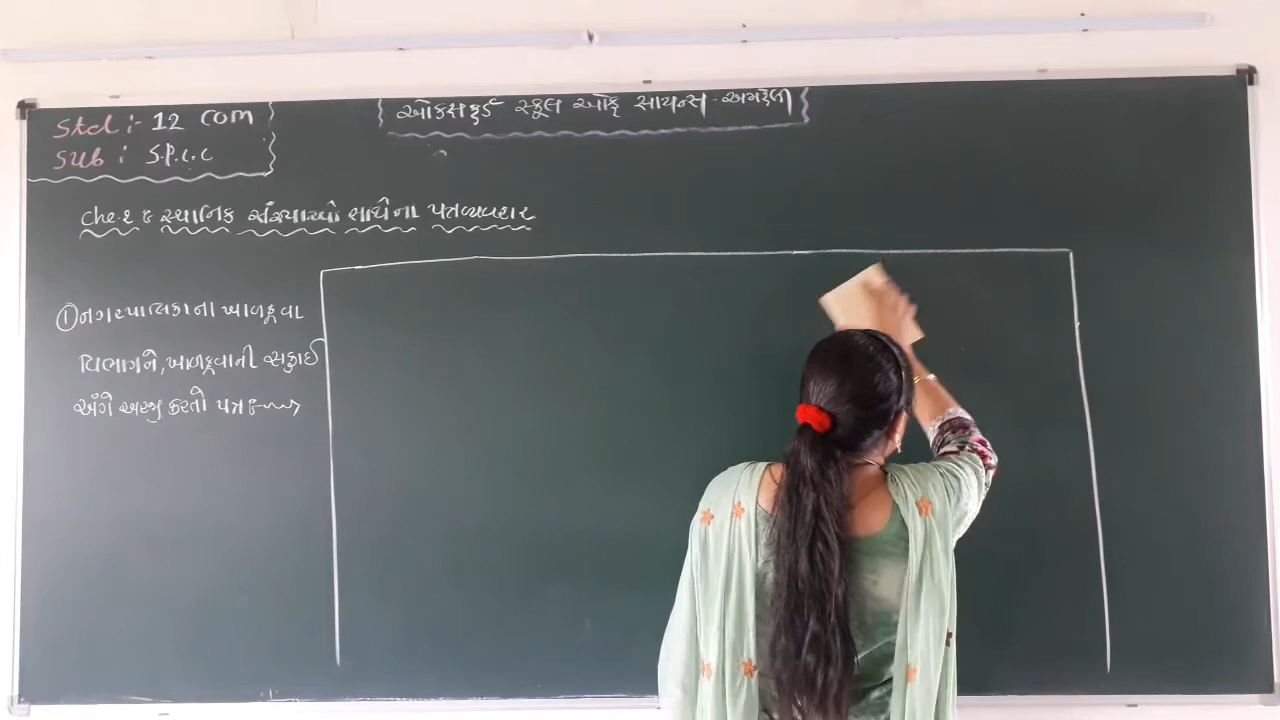 Std :- 12 com
Sub : S.P.C.C
ઓક્સફર્ડ સ્કૂલ ઓફ સાયન્સ - અમરેલી
che.2 : સ્થાનિક સંસ્થાઓ સાથેના પત્રવ્યવહાર
① નગરપાલિકાના ખાળકૂવા
વિભાગને, ખાળકૂવાની સફાઈ
અંગે અરજી કરતો પત્ર :